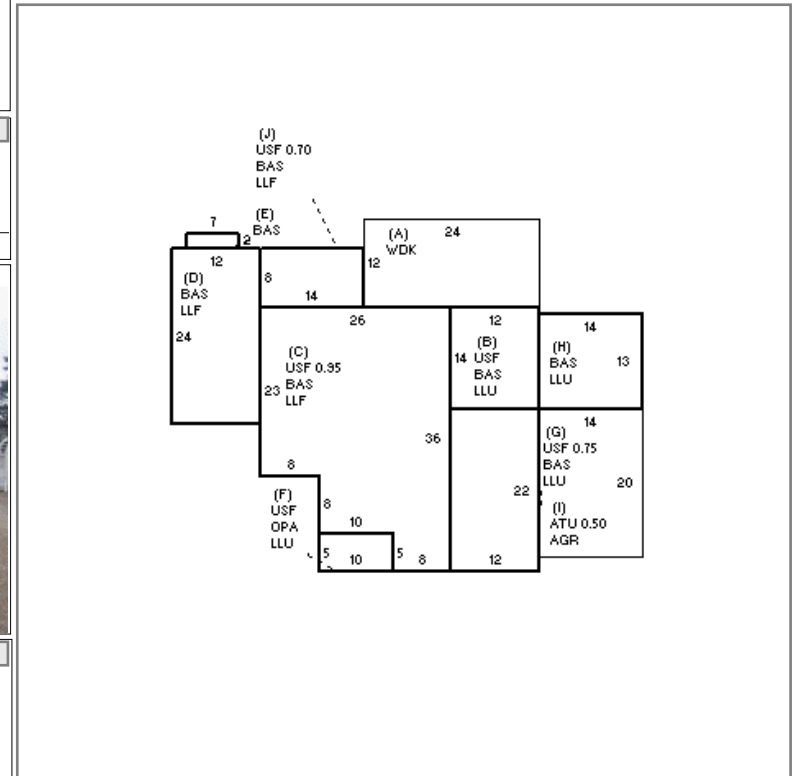 (J)
USF 0.70
BAS
LLF
(E)
BAS
7
2
(A)
WDK
24
12
12
(D)
BAS
LLF
24
8
14
26
(C)
USF 0.95
BAS
LLF
23
36
8
12
(B)
USF
BAS
LLU
14
14
(H)
BAS
LLU
13
14
(G)
USF 0.75
BAS
LLU
20
22
(I)
ATU 0.50
AGR
(F)
USF
OPA
LLU
8
10
5
10
5
8
12